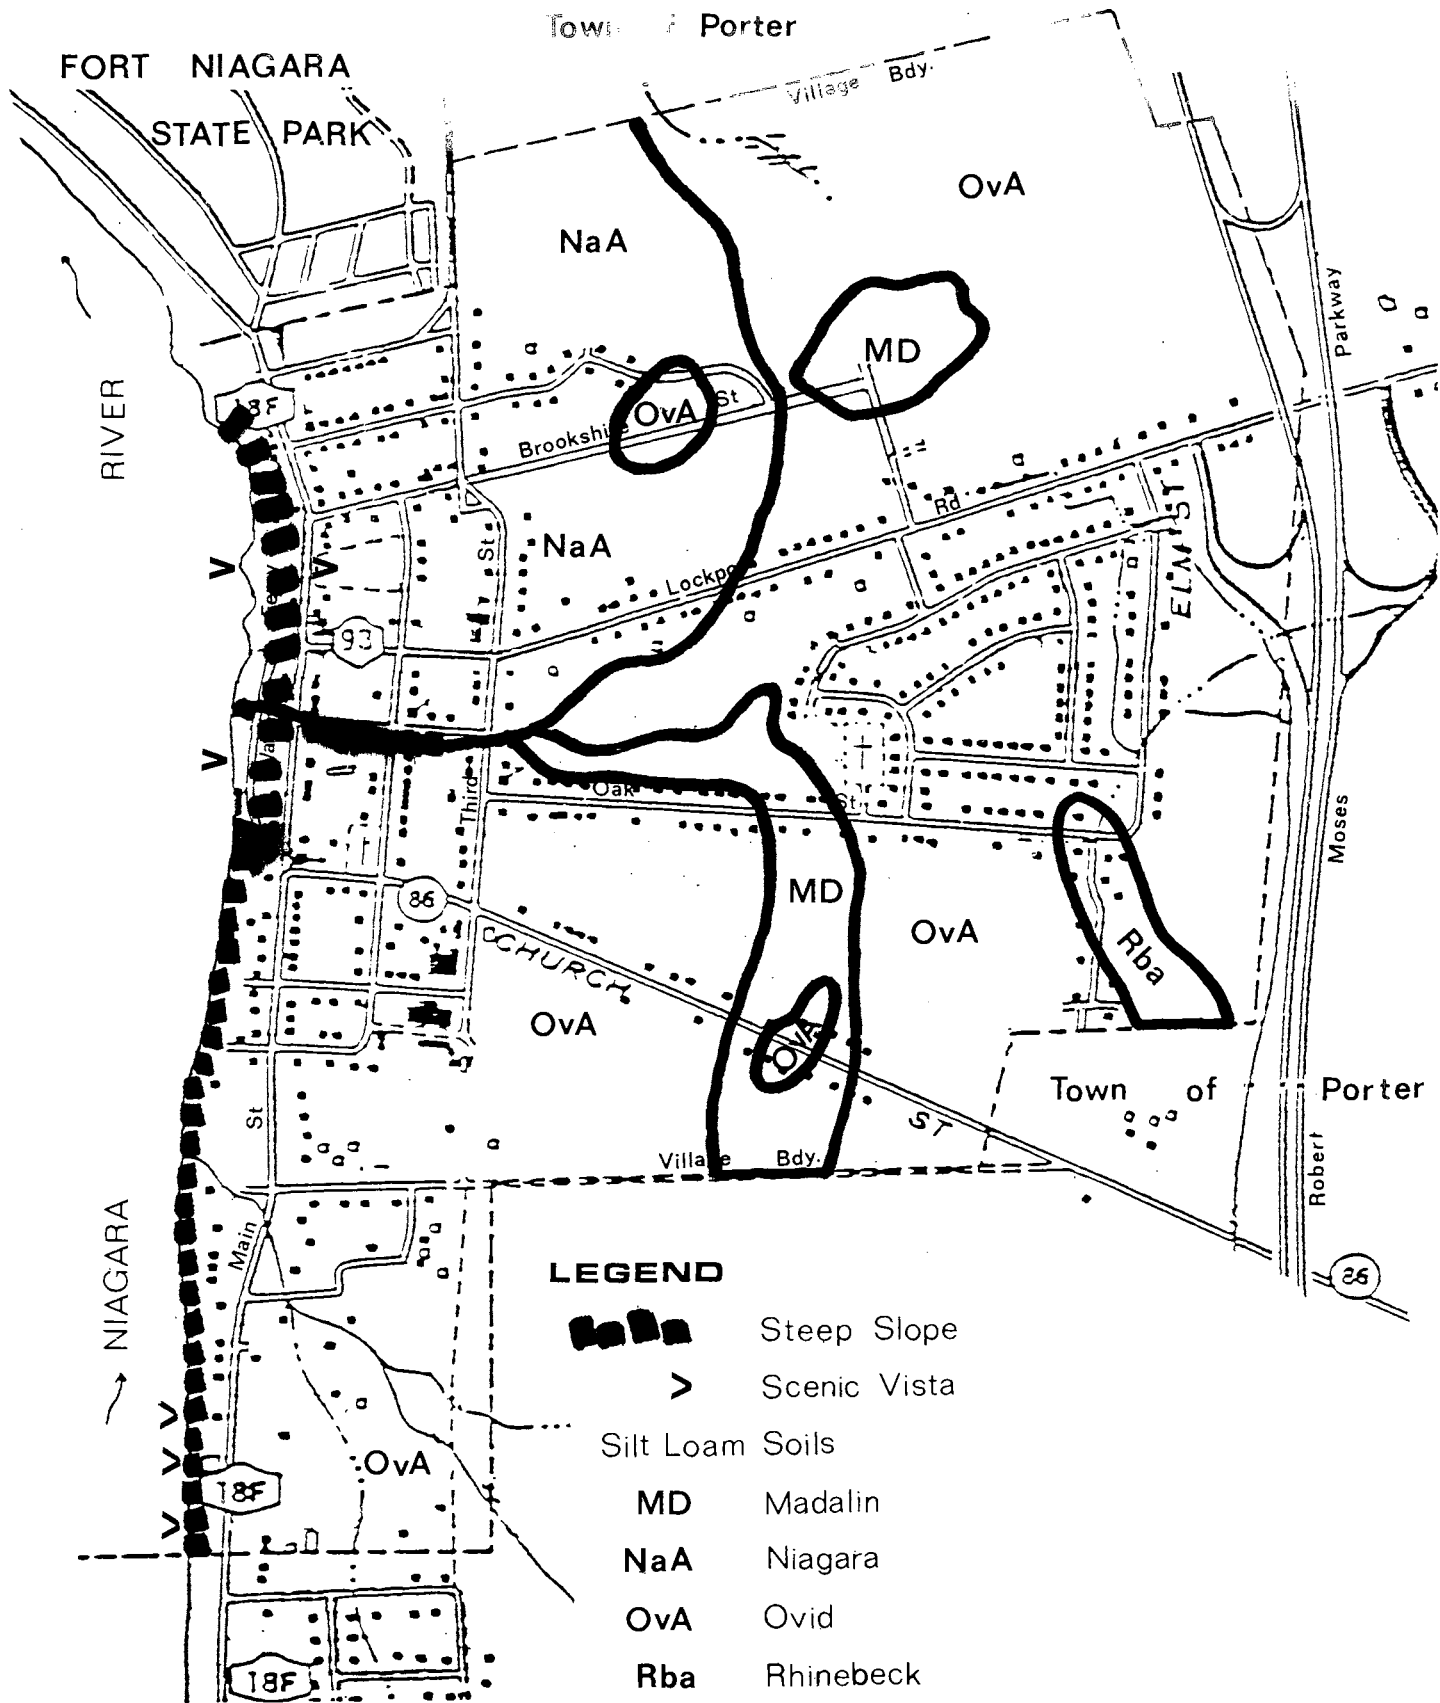 Town Porter
FORT NIAGARA
STATE PARK
Village Bdy.
OvA
NaA
MD
Parkway
RIVER
18F
OvA
St
Brookshire
Rd
ELM ST
NaA
St
Lockport
93
Third
Oak St
Moses
MD
86
OvA
CHURCH
Rba
OvA
OvA
ST
Town of Porter
St
Village Bdy.
Robert
Main
NIAGARA
86
LEGEND
Steep Slope
> Scenic Vista
Silt Loam Soils
MD Madalin
NaA Niagara
OvA Ovid
Rba Rhinebeck
OvA
18F
18F